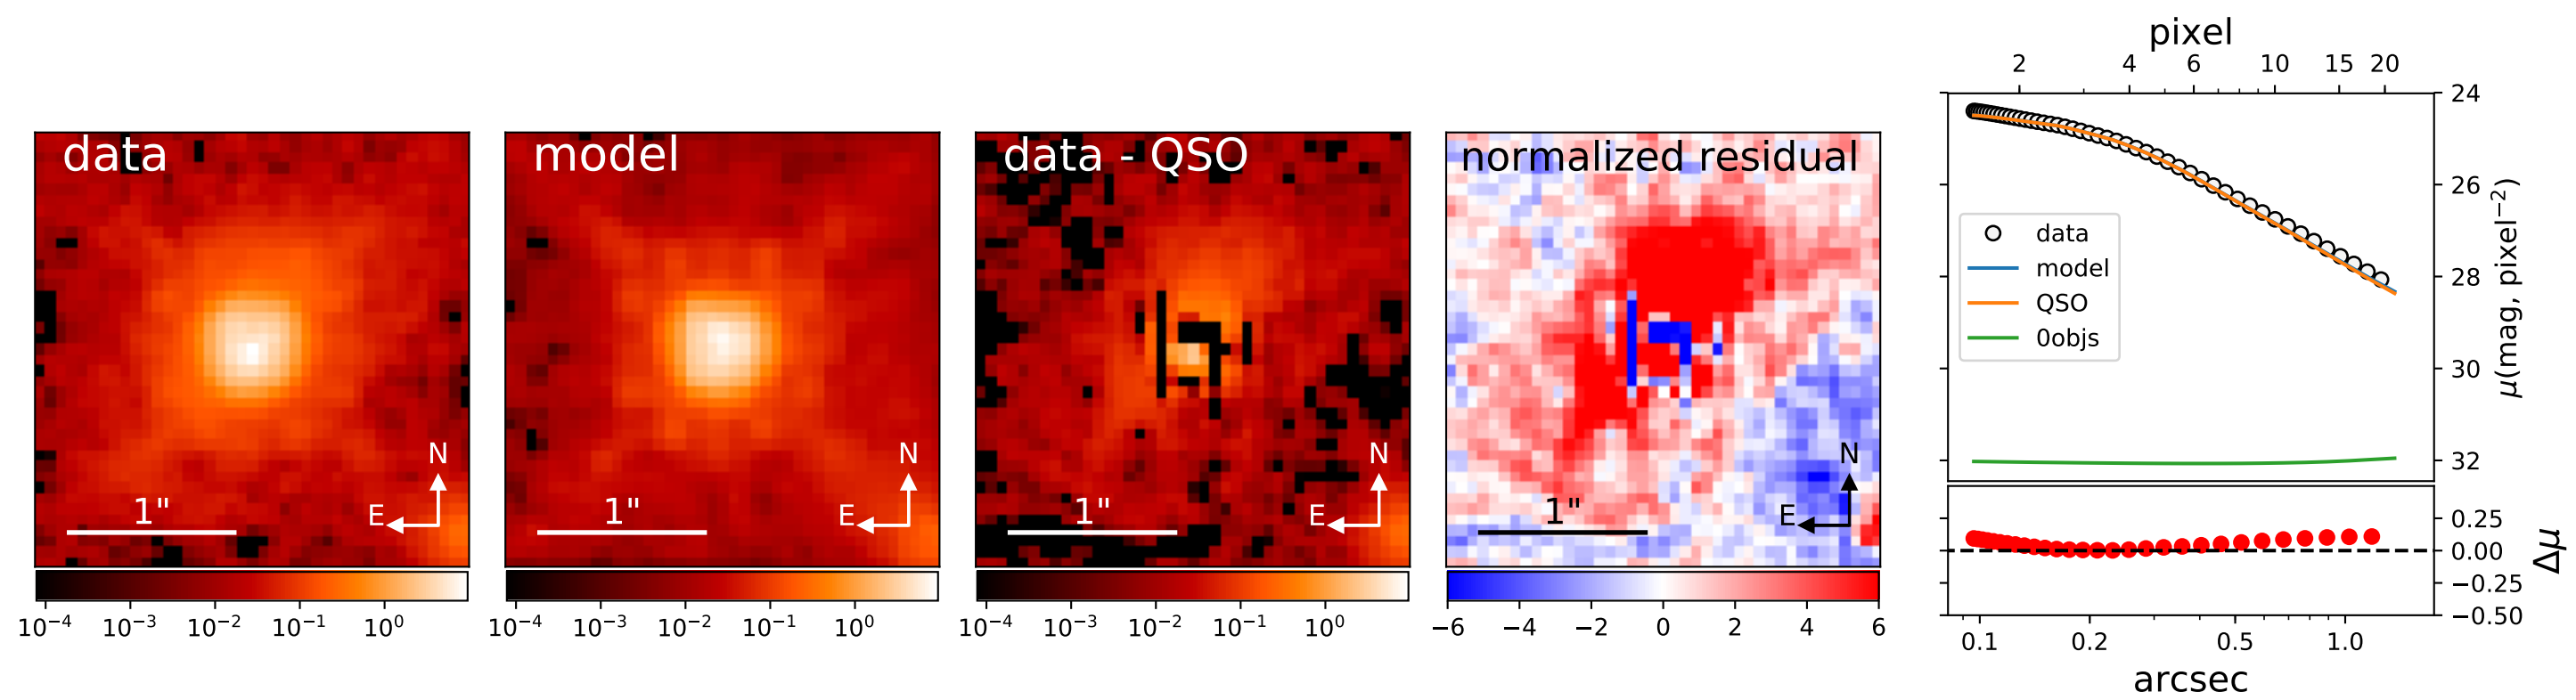 data
N
E
1"
10⁻⁴ 10⁻³ 10⁻² 10⁻¹ 10⁰
model
N
E
1"
10⁻⁴ 10⁻³ 10⁻² 10⁻¹ 10⁰
data - QSO
N
E
1"
10⁻⁴ 10⁻³ 10⁻² 10⁻¹ 10⁰
normalized residual
N
E
1"
−6 −4 −2 0 2 4 6
pixel
2 4 6 10 15 20
24
26
28
30
32
μ(mag, pixel⁻²)
data
model
QSO
0objs
0.25
0.00
−0.25
−0.50
Δμ
0.1 0.2 0.5 1.0
arcsec